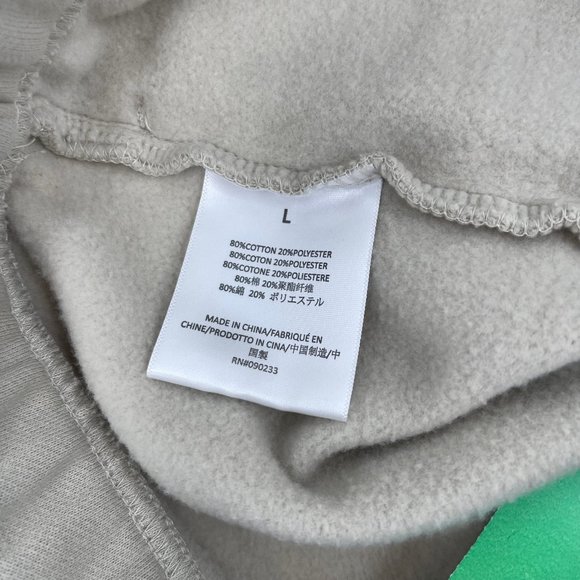 L
80%COTTON 20%POLYESTER
80%COTON 20%POLYESTER
80%COTONE 20%POLIESTERE
80%棉 20%聚酯纤维
80%綿 20% ポリエステル
MADE IN CHINA/FABRIQUÉ EN
CHINE/PRODOTTO IN CINA/中国制造/中
国製
RN#090233